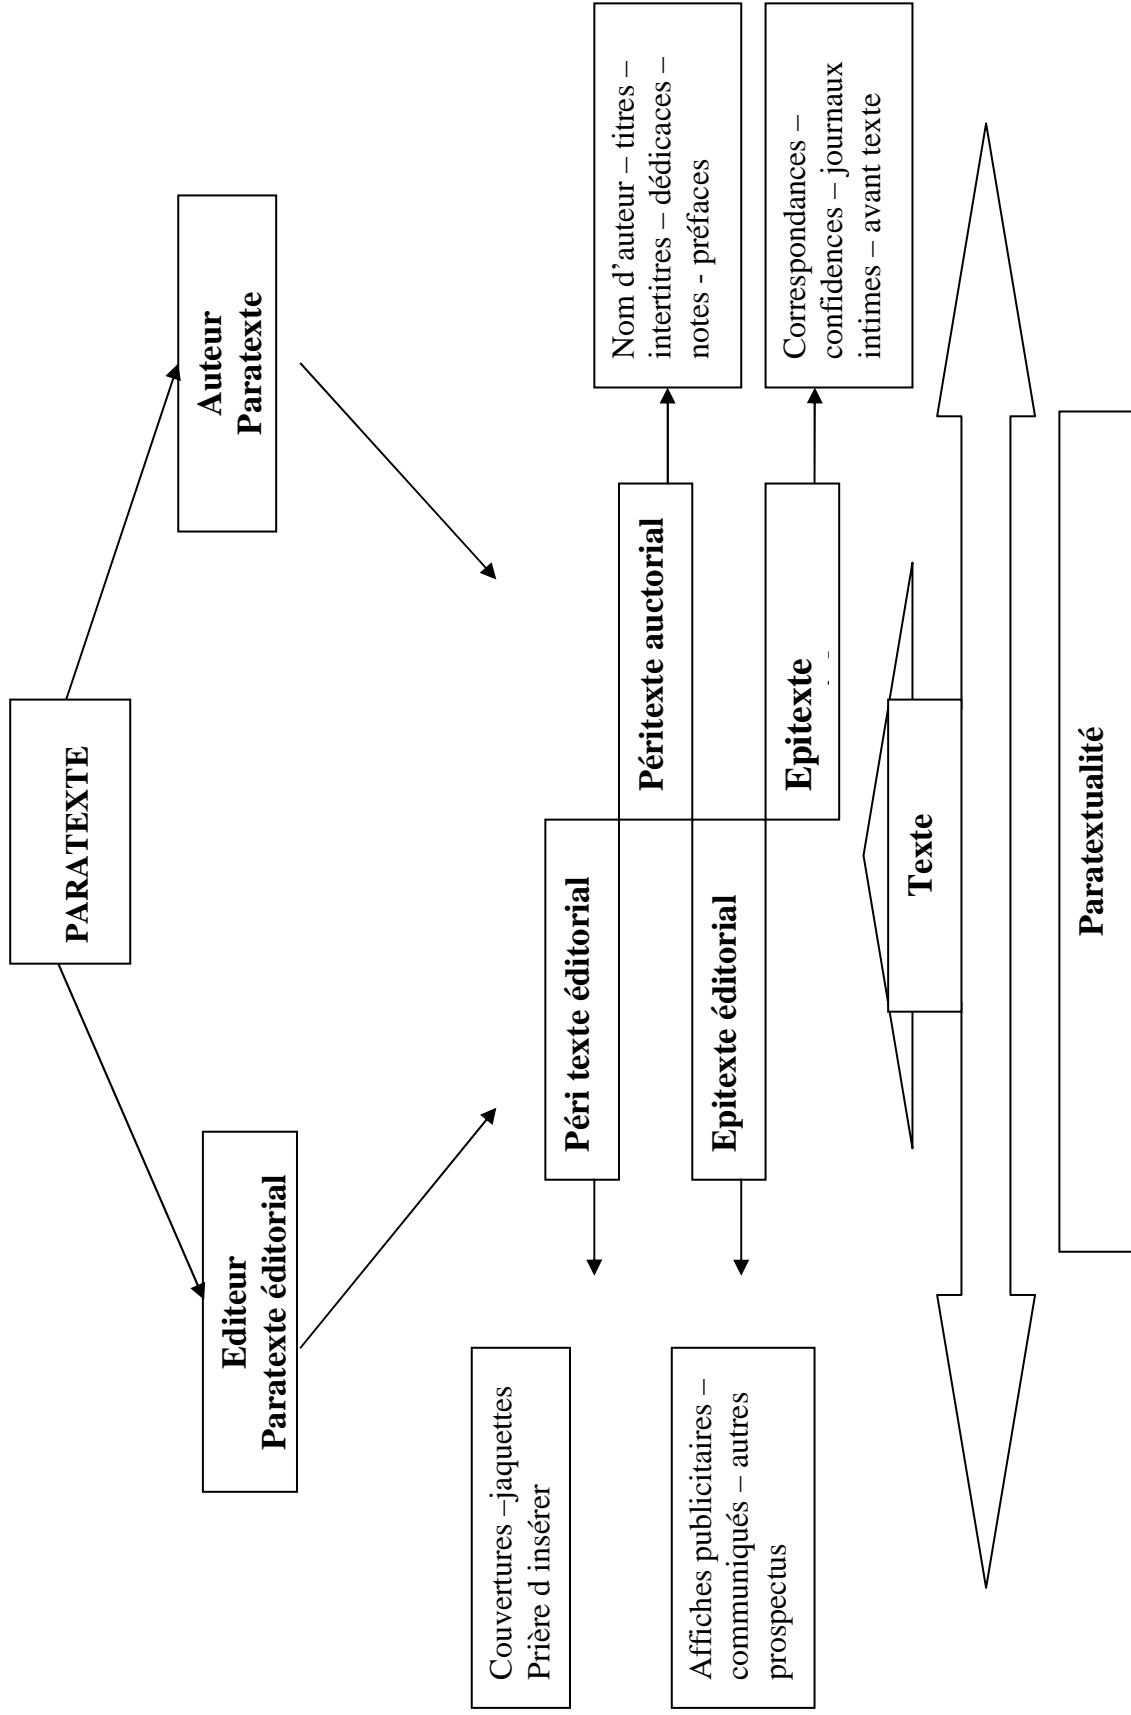 PARATEXTE
Editeur
Paratexte éditorial
Auteur
Paratexte
Couvertures –jaquettes
Prière d insérer
Péri texte éditorial
Péritexte auctorial
Nom d’auteur – titres –
intertitres – dédicaces –
notes - préfaces
Affiches publicitaires –
communiqués – autres
prospectus
Epitexte éditorial
Epitexte
Correspondances –
confidences – journaux
intimes – avant texte
Texte
Paratextualité